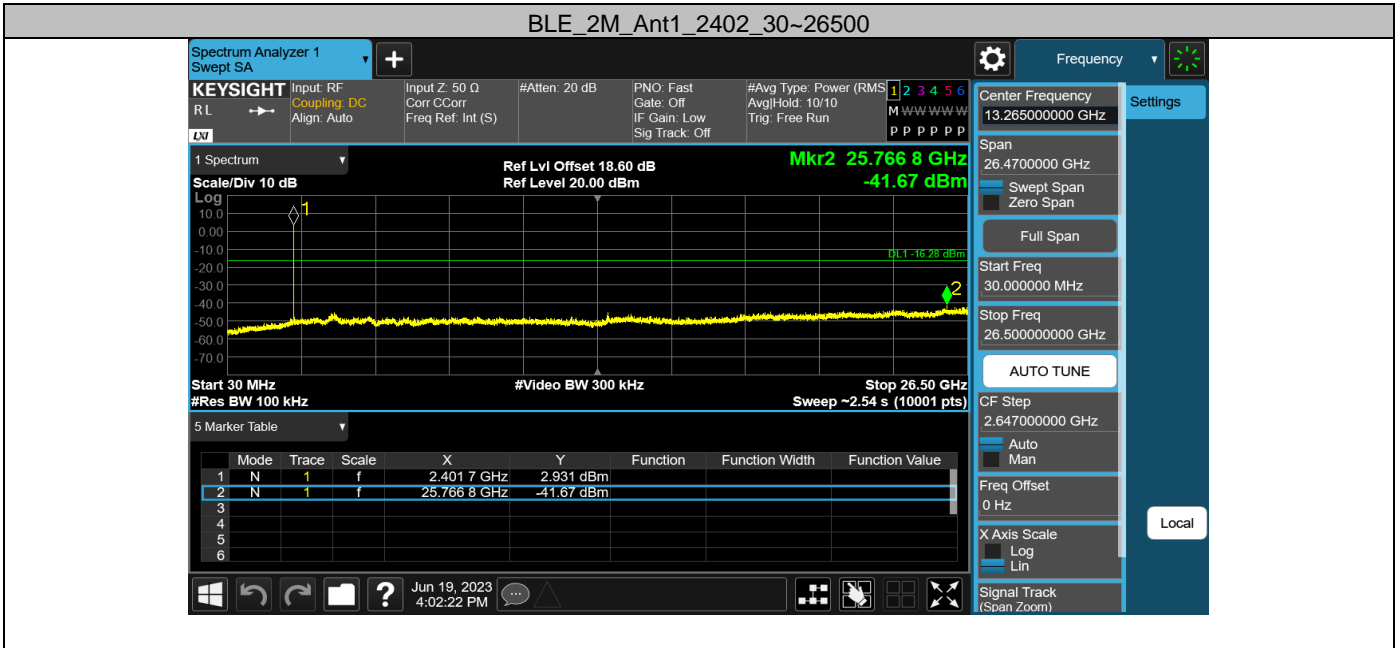 BLE_2M_Ant1_2402_30~26500
Spectrum Analyzer 1
Swept SA
Frequency
KEYSIGHT
R L
LXI
Input: RF
Coupling: DC
Align: Auto
Input Z: 50 Ω
Corr CCorr
Freq Ref: Int (S)
#Atten: 20 dB
PNO: Fast
Gate: Off
IF Gain: Low
Sig Track: Off
#Avg Type: Power (RMS
Avg|Hold: 10/10
Trig: Free Run
1 2 3 4 5 6
M W W W W W
P P P P P P
1 Spectrum
Scale/Div 10 dB
Ref Lvl Offset 18.60 dB
Ref Level 20.00 dBm
Mkr2 25.766 8 GHz
-41.67 dBm
Log
10.0
0.00
-10.0
-20.0
-30.0
-40.0
-50.0
-60.0
-70.0
1
DL1 -16.28 dBm
2
Start 30 MHz
#Video BW 300 kHz
Stop 26.50 GHz
#Res BW 100 kHz
Sweep ~2.54 s (10001 pts)
5 Marker Table
Mode Trace Scale X Y Function Function Width Function Value
1 N 1 f 2.401 7 GHz 2.931 dBm
2 N 1 f 25.766 8 GHz -41.67 dBm
3
4
5
6
Jun 19, 2023
4:02:22 PM
Center Frequency
13.265000000 GHz
Span
26.4700000 GHz
Swept Span
Zero Span
Full Span
Start Freq
30.000000 MHz
Stop Freq
26.500000000 GHz
AUTO TUNE
CF Step
2.647000000 GHz
Auto
Man
Freq Offset
0 Hz
X Axis Scale
Log
Lin
Signal Track
(Span Zoom)
Settings
Local